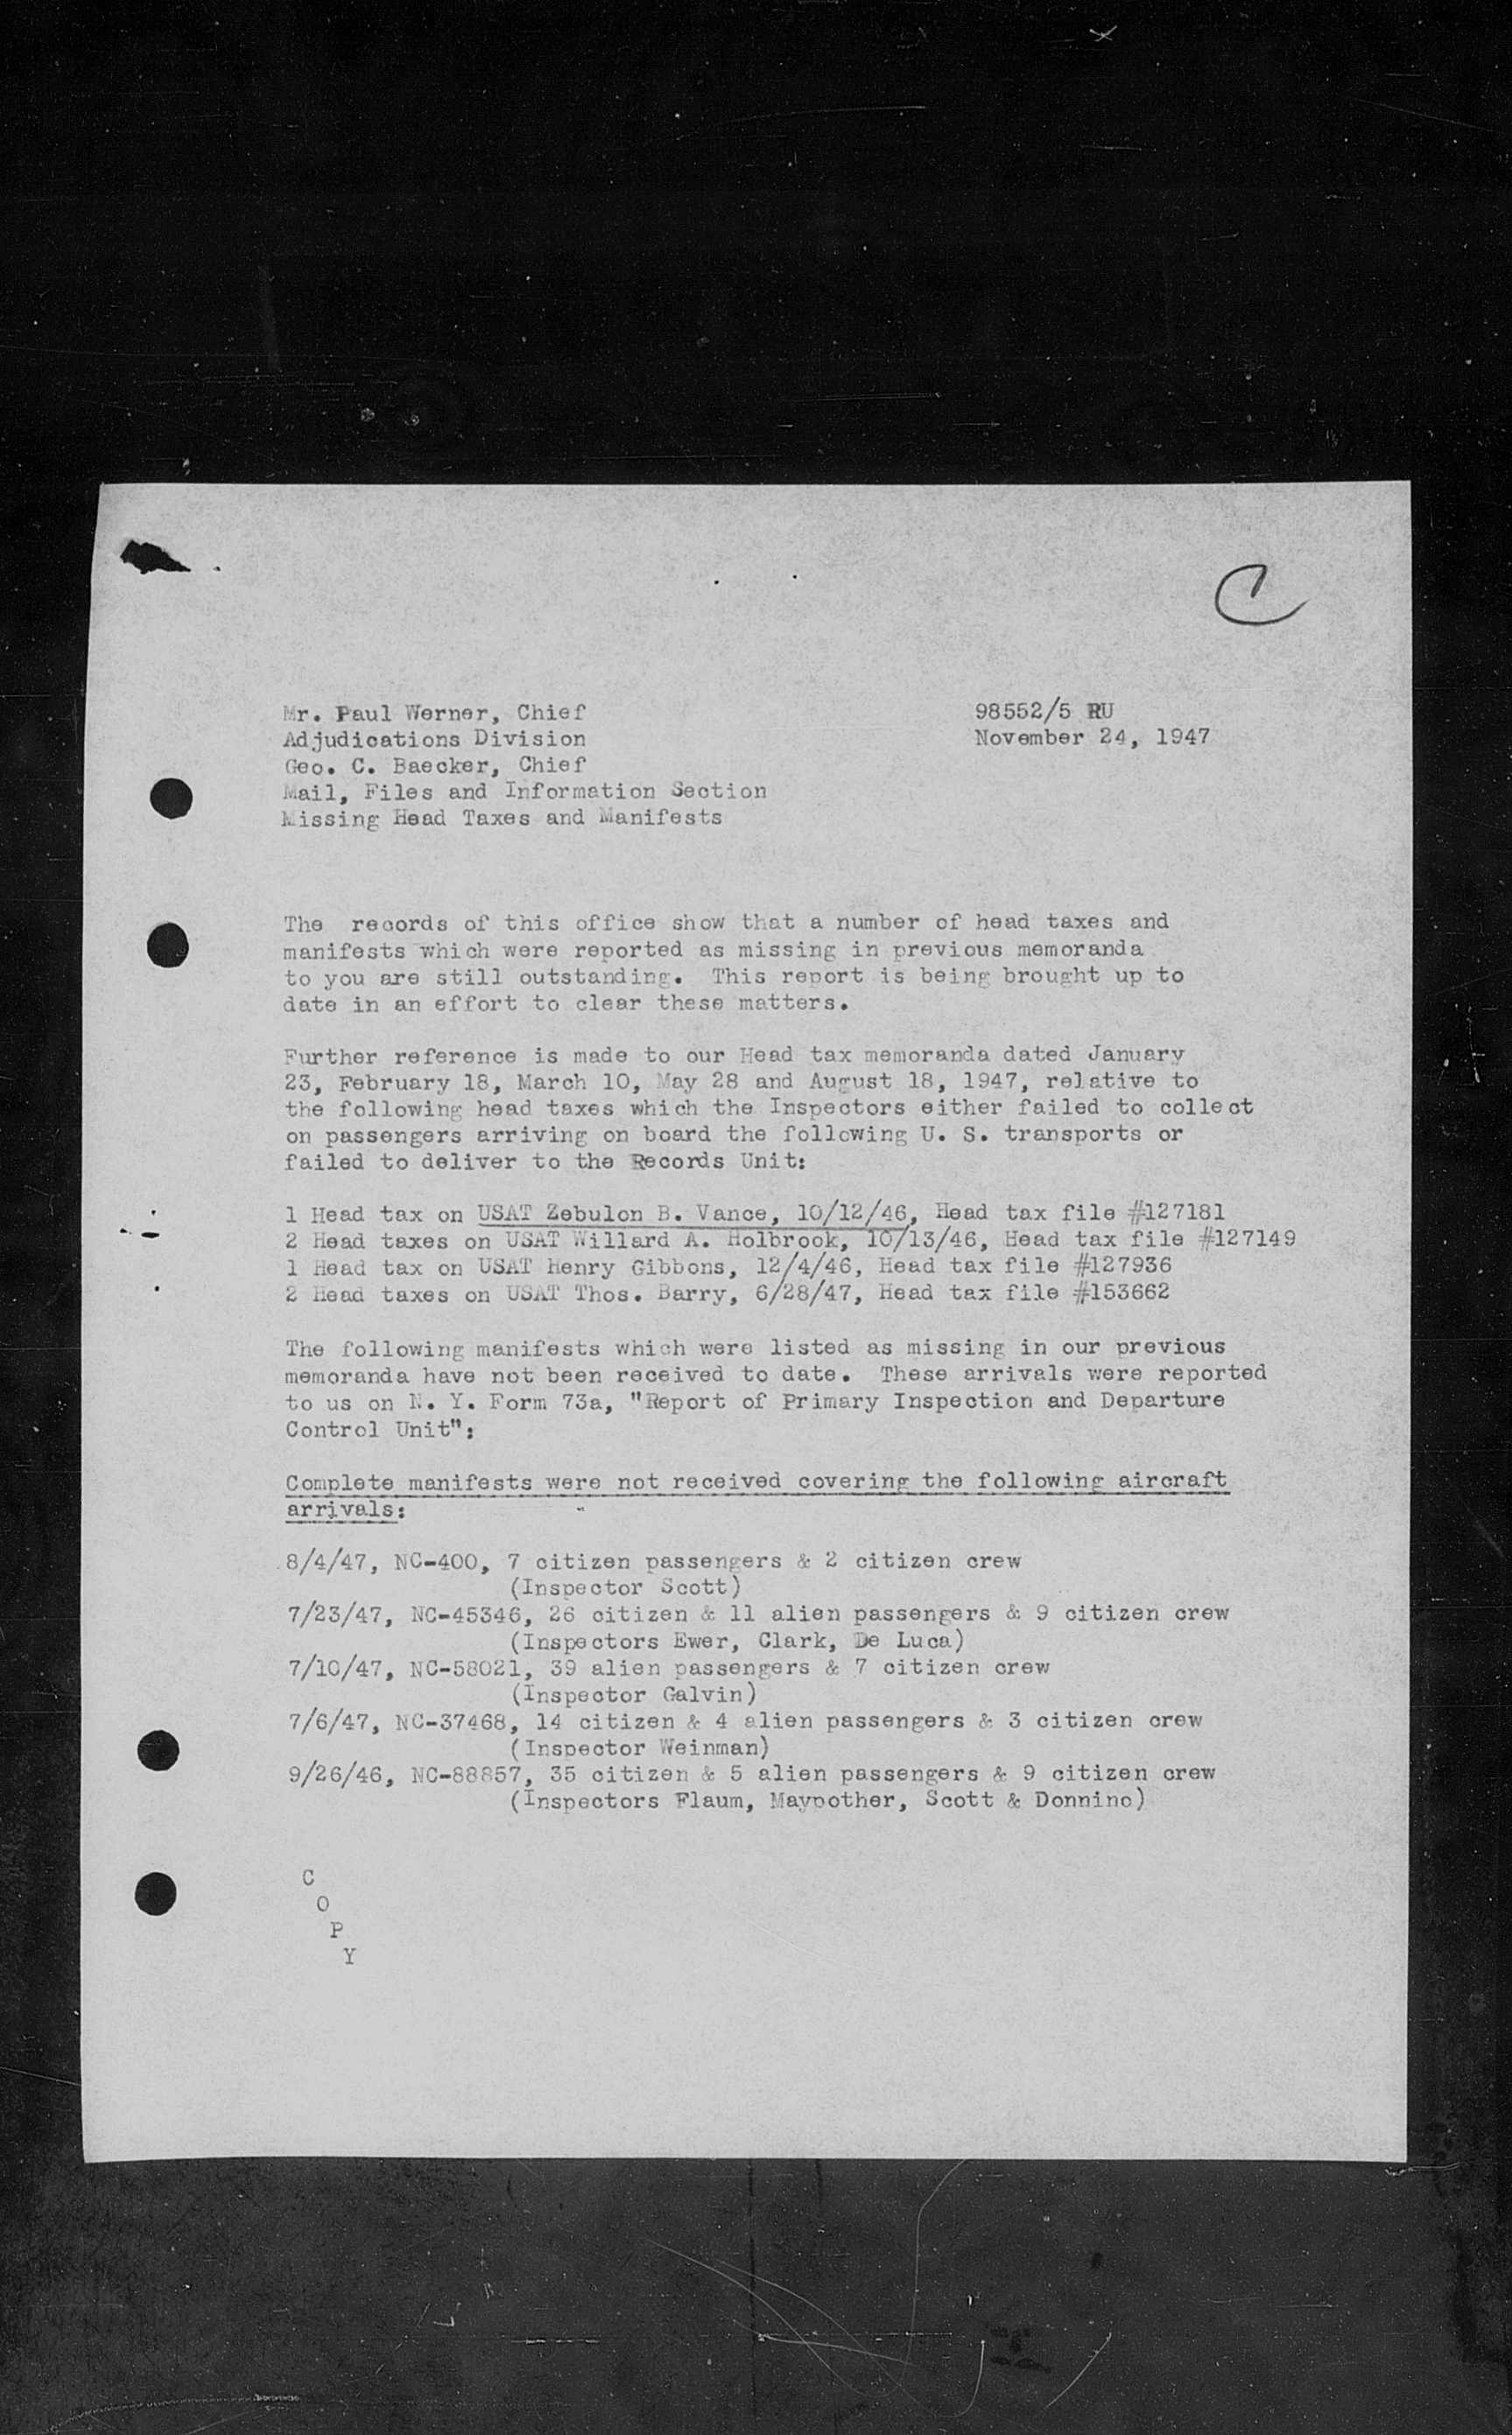 C
Mr. Paul Werner, Chief
98552/5 RU
Adjudications Division
November 24, 1947
Geo. C. Baecker, Chief
Mail, Files and Information Section
Missing Head Taxes and Manifests
The records of this office show that a number of head taxes and
manifests which were reported as missing in previous memoranda
to you are still outstanding. This report is being brought up to
date in an effort to clear these matters.
Further reference is made to our Head tax memoranda dated January
23, February 18, March 10, May 28 and August 18, 1947, relative to
the following head taxes which the Inspectors either failed to collect
on passengers arriving on board the following U. S. transports or
failed to deliver to the Records Unit:
1 Head tax on USAT Zebulon B. Vance, 10/12/46, Head tax file #127181
2 Head taxes on USAT Willard A. Holbrook, 10/13/46, Head tax file #127149
1 Head tax on USAT Henry Gibbons, 12/4/46, Head tax file #127936
2 Head taxes on USAT Thos. Barry, 6/28/47, Head tax file #153662
The following manifests which were listed as missing in our previous
memoranda have not been received to date. These arrivals were reported
to us on N. Y. Form 73a, "Report of Primary Inspection and Departure
Control Unit":
Complete manifests were not received covering the following aircraft
arrivals:
8/4/47, NC-400, 7 citizen passengers & 2 citizen crew
(Inspector Scott)
7/23/47, NC-45346, 26 citizen & 11 alien passengers & 9 citizen crew
(Inspectors Ewer, Clark, De Luca)
7/10/47, NC-58021, 39 alien passengers & 7 citizen crew
(Inspector Galvin)
7/6/47, NC-37468, 14 citizen & 4 alien passengers & 3 citizen crew
(Inspector Weinman)
9/26/46, NC-88857, 35 citizen & 5 alien passengers & 9 citizen crew
(Inspectors Flaum, Maypother, Scott & Donnino)
C
O
P
Y